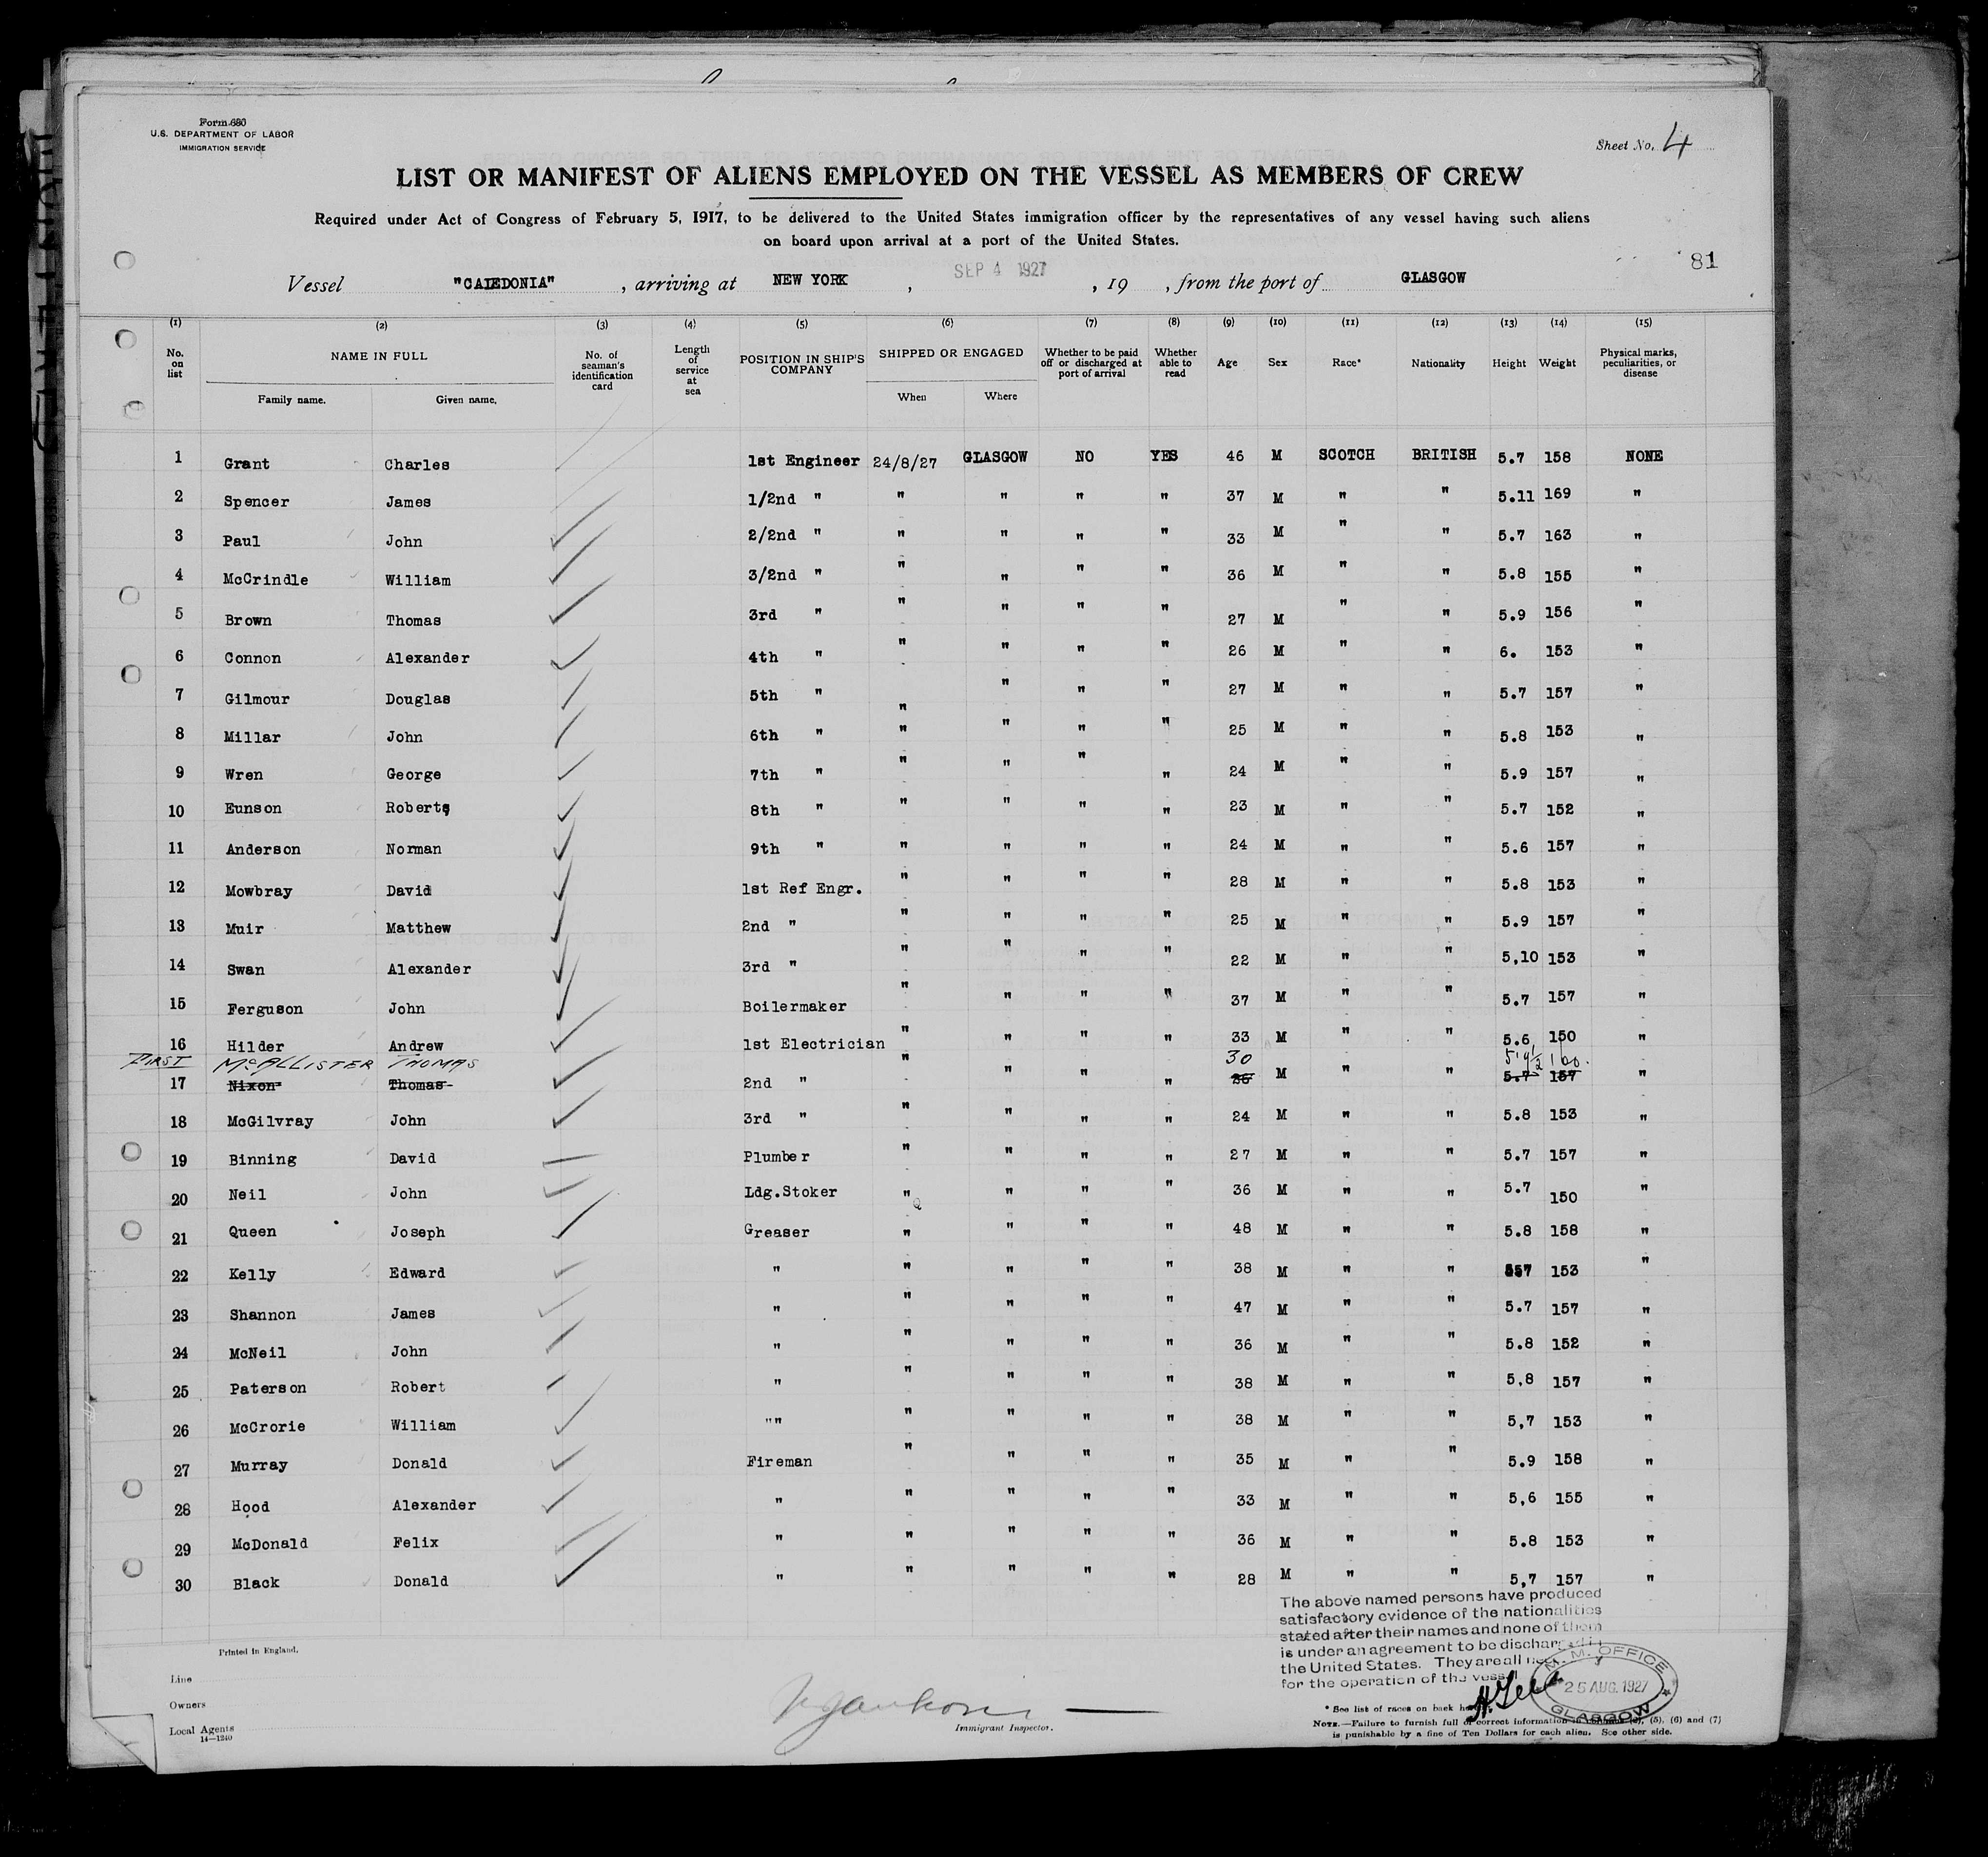 Form 680
U.S. DEPARTMENT OF LABOR
IMMIGRATION SERVICE
Sheet No. 4
LIST OR MANIFEST OF ALIENS EMPLOYED ON THE VESSEL AS MEMBERS OF CREW
Required under Act of Congress of February 5, 1917, to be delivered to the United States immigration officer by the representatives of any vessel having such aliens
on board upon arrival at a port of the United States.
81
Vessel "CALEDONIA" , arriving at NEW YORK , SEP 4 1927 , 19 , from the port of GLASGOW
(1) (2) (3) (4) (5) (6) (7) (8) (9) (10) (11) (12) (13) (14) (15)
No. on list NAME IN FULL Family name. Given name. No. of seaman's identification card Length of service at sea POSITION IN SHIP'S COMPANY SHIPPED OR ENGAGED When Where Whether to be paid off or discharged at port of arrival Whether able to read Age Sex Race* Nationality Height Weight Physical marks, peculiarities, or disease
1 Grant Charles 1st Engineer 24/8/27 GLASGOW NO YES 46 M SCOTCH BRITISH 5.7 158 NONE
2 Spencer James 1/2nd " " " " " 37 M " " 5.11 169 "
3 Paul John 2/2nd " " " " " 33 M " " 5.7 163 "
4 McCrindle William 3/2nd " " " " " 36 M " " 5.8 155 "
5 Brown Thomas 3rd " " " " " 27 M " " 5.9 156 "
6 Connon Alexander 4th " " " " " 26 M " " 6. 153 "
7 Gilmour Douglas 5th " " " " " 27 M " " 5.7 157 "
8 Millar John 6th " " " " " 25 M " " 5.8 153 "
9 Wren George 7th " " " " " 24 M " " 5.9 157 "
10 Eunson Roberts 8th " " " " " 23 M " " 5.7 152 "
11 Anderson Norman 9th " " " " " 24 M " " 5.6 157 "
12 Mowbray David 1st Ref Engr. " " " " 28 M " " 5.8 153 "
13 Muir Matthew 2nd " " " " " 25 M " " 5.9 157 "
14 Swan Alexander 3rd " " " " " 22 M " " 5,10 153 "
15 Ferguson John Boilermaker " " " " 37 M " " 5.7 157 "
16 Hilder Andrew 1st Electrician " " " " 33 M " " 5.6 150 "
FIRST McALLISTER THOMAS 30 5'9 1/2 160.
17 Nixon Thomas 2nd " " " " " M " " 5.7 157 "
18 McGilvray John 3rd " " " " " 24 M " " 5.8 153 "
19 Binning David Plumber " " " " 27 M " " 5.7 157 "
20 Neil John Ldg.Stoker " " " " 36 M " " 5.7 150 "
21 Queen Joseph Greaser " " " " 48 M " " 5.8 158 "
22 Kelly Edward " " " " " 38 M " " 557 153 "
23 Shannon James " " " " " 47 M " " 5.7 157 "
24 McNeil John " " " " " 36 M " " 5.8 152 "
25 Paterson Robert " " " " " 38 M " " 5,8 157 "
26 McCrorie William "" " " " " 38 M " " 5,7 153 "
27 Murray Donald Fireman " " " " 35 M " " 5.9 158 "
28 Hood Alexander " " " " " 33 M " " 5,6 155 "
29 McDonald Felix " " " " " 36 M " " 5.8 153 "
30 Black Donald " " " " " 28 M " " 5,7 157 "
The above named persons have produced
satisfactory evidence of the nationalities
stated after their names and none of them
is under an agreement to be discharged in
the United States. They are all
for the operation of the vessel
M. M. OFFICE
25 AUG. 1927
GLASGOW
Printed in England.
Line
Owners
Local Agents
14—1240
Immigrant Inspector.
* See list of races on back
NOTE.—Failure to furnish full or correct information in columns (5), (6) and (7)
is punishable by a fine of Ten Dollars for each alien. See other side.